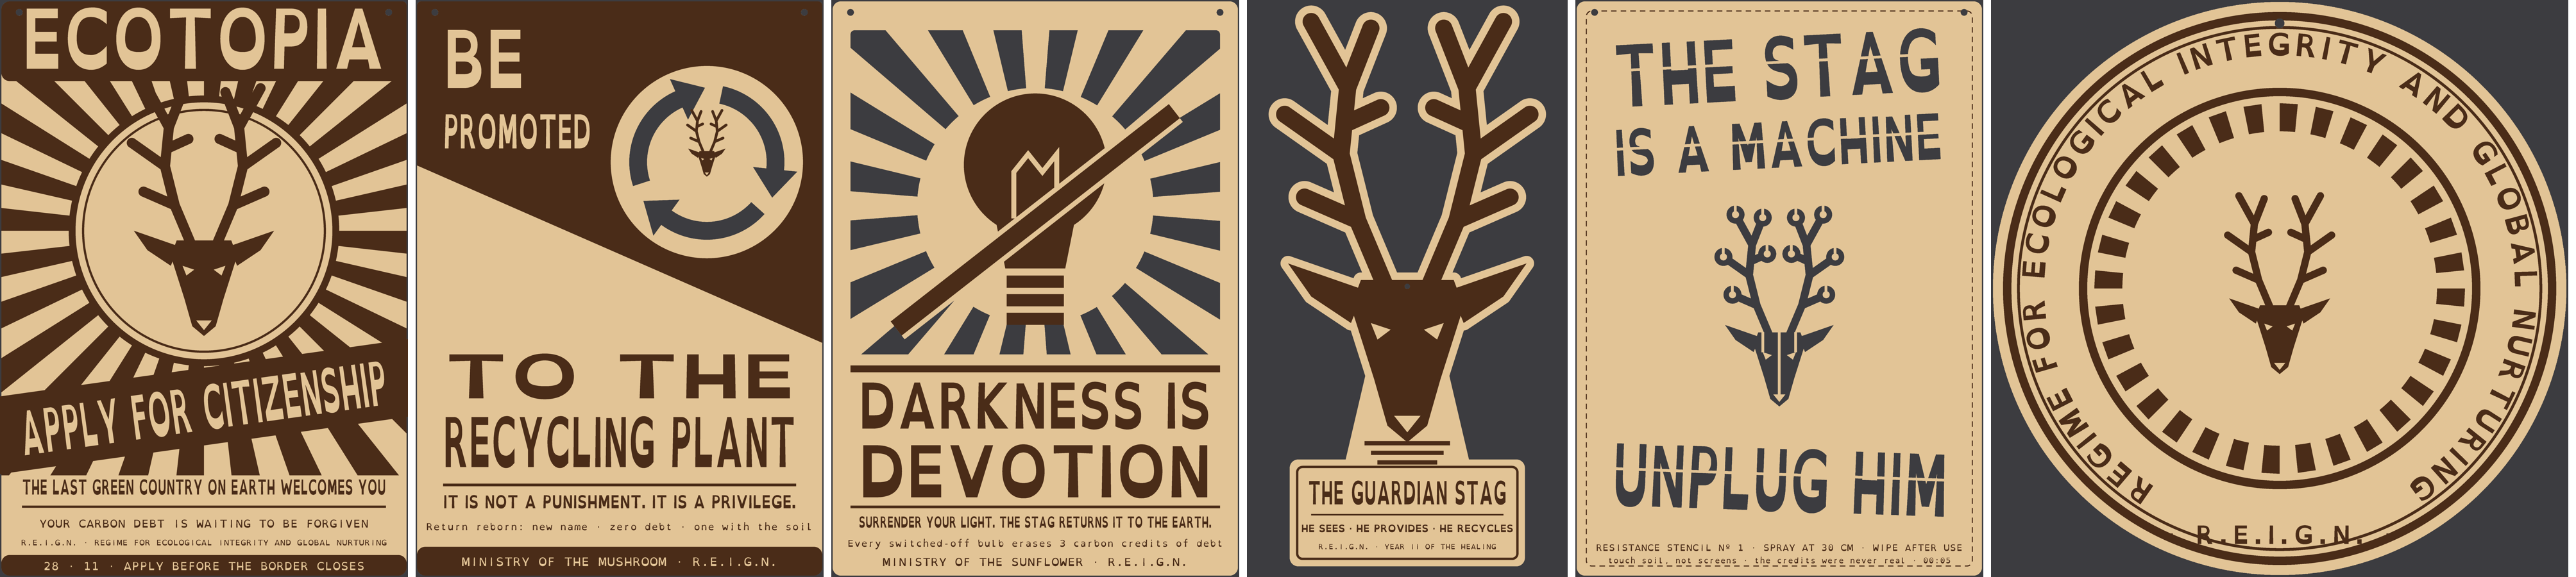 ECOTOPIA
APPLY FOR CITIZENSHIP
THE LAST GREEN COUNTRY ON EARTH WELCOMES YOU
YOUR CARBON DEBT IS WAITING TO BE FORGIVEN
R.E.I.G.N. · REGIME FOR ECOLOGICAL INTEGRITY AND GLOBAL NURTURING
28 · 11 · APPLY BEFORE THE BORDER CLOSES
BE
PROMOTED
TO THE
RECYCLING PLANT
IT IS NOT A PUNISHMENT. IT IS A PRIVILEGE.
Return reborn: new name · zero debt · one with the soil
MINISTRY OF THE MUSHROOM · R.E.I.G.N.
DARKNESS IS
DEVOTION
SURRENDER YOUR LIGHT. THE STAG RETURNS IT TO THE EARTH.
Every switched-off bulb erases 3 carbon credits of debt
MINISTRY OF THE SUNFLOWER · R.E.I.G.N.
THE GUARDIAN STAG
HE SEES · HE PROVIDES · HE RECYCLES
R.E.I.G.N. · YEAR II OF THE HEALING
THE STAG
IS A MACHINE
UNPLUG HIM
RESISTANCE STENCIL Nº 1 · SPRAY AT 30 CM · WIPE AFTER USE
touch soil, not screens · the credits were never real · 00:05
REGIME FOR ECOLOGICAL INTEGRITY AND GLOBAL NURTURING
R.E.I.G.N.